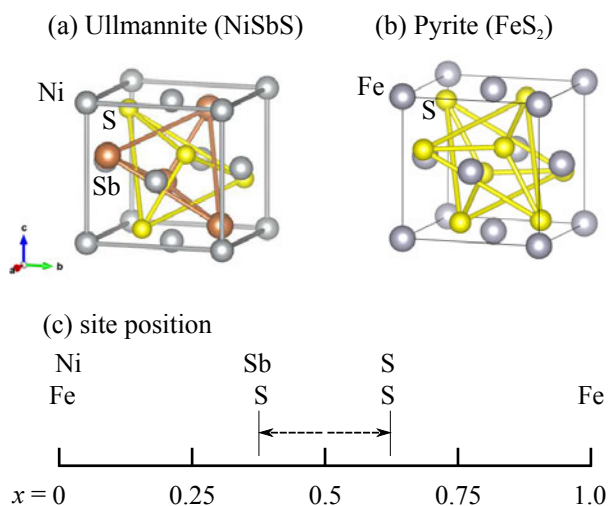 (a) Ullmannite (NiSbS)
(b) Pyrite (FeS₂)
Ni
S
Sb
Fe
S
c
a
b
(c) site position
Ni Sb S
Fe S S Fe
x = 0 0.25 0.5 0.75 1.0